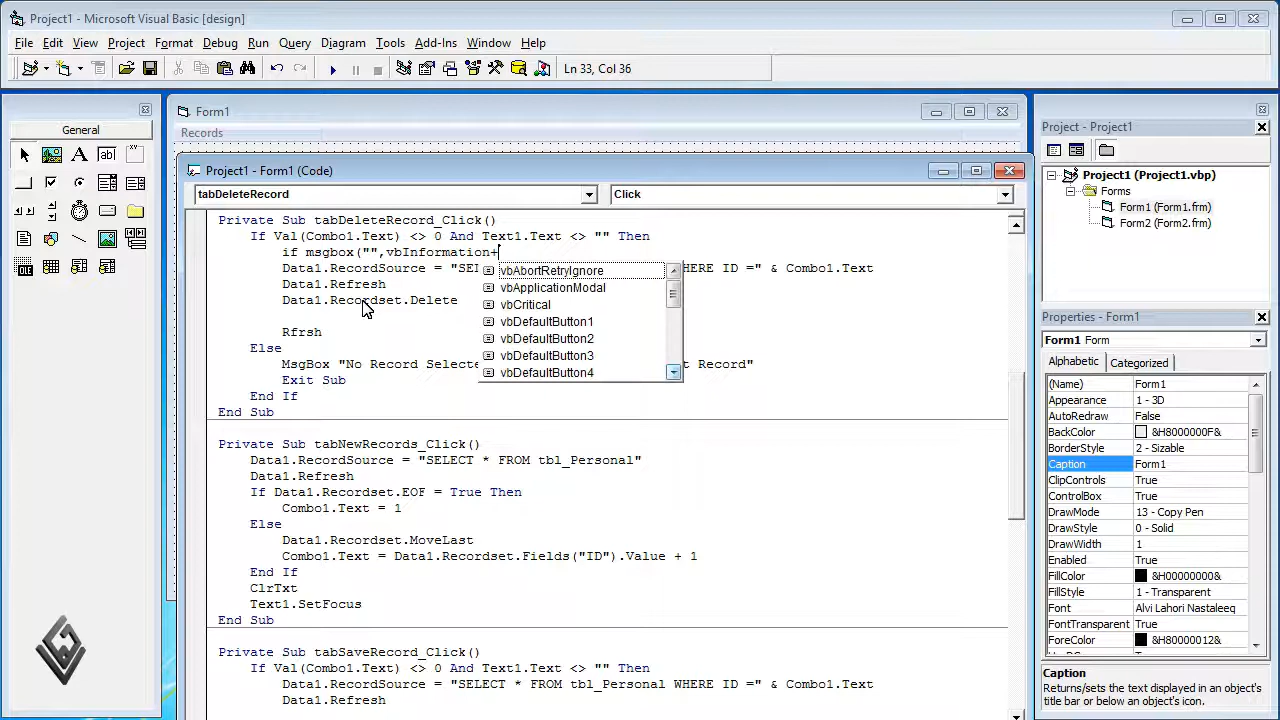 Project1 - Microsoft Visual Basic [design]
File Edit View Project Format Debug Run Query Diagram Tools Add-Ins Window Help
Ln 33, Col 36
General
Form1
Records
Project1 - Form1 (Code)
tabDeleteRecord
Click
Private Sub tabDeleteRecord_Click()
If Val(Combo1.Text) <> 0 And Text1.Text <> "" Then
if msgbox("",vbInformation+
Data1.RecordSource = "SEL
WHERE ID =" & Combo1.Text
Data1.Refresh
Data1.Recordset.Delete
Rfrsh
Else
MsgBox "No Record Selecte
t Record"
Exit Sub
End If
End Sub
vbAbortRetryIgnore
vbApplicationModal
vbCritical
vbDefaultButton1
vbDefaultButton2
vbDefaultButton3
vbDefaultButton4
Private Sub tabNewRecords_Click()
Data1.RecordSource = "SELECT * FROM tbl_Personal"
Data1.Refresh
If Data1.Recordset.EOF = True Then
Combo1.Text = 1
Else
Data1.Recordset.MoveLast
Combo1.Text = Data1.Recordset.Fields("ID").Value + 1
End If
ClrTxt
Text1.SetFocus
End Sub
Private Sub tabSaveRecord_Click()
If Val(Combo1.Text) <> 0 And Text1.Text <> "" Then
Data1.RecordSource = "SELECT * FROM tbl_Personal WHERE ID =" & Combo1.Text
Data1.Refresh
Project - Project1
Project1 (Project1.vbp)
Forms
Form1 (Form1.frm)
Form2 (Form2.frm)
Properties - Form1
Form1 Form
Alphabetic Categorized
(Name) Form1
Appearance 1 - 3D
AutoRedraw False
BackColor &H8000000F&
BorderStyle 2 - Sizable
Caption Form1
ClipControls True
ControlBox True
DrawMode 13 - Copy Pen
DrawStyle 0 - Solid
DrawWidth 1
Enabled True
FillColor &H00000000&
FillStyle 1 - Transparent
Font Alvi Lahori Nastaleeq
FontTransparent True
ForeColor &H80000012&
Caption
Returns/sets the text displayed in an object's
title bar or below an object's icon.